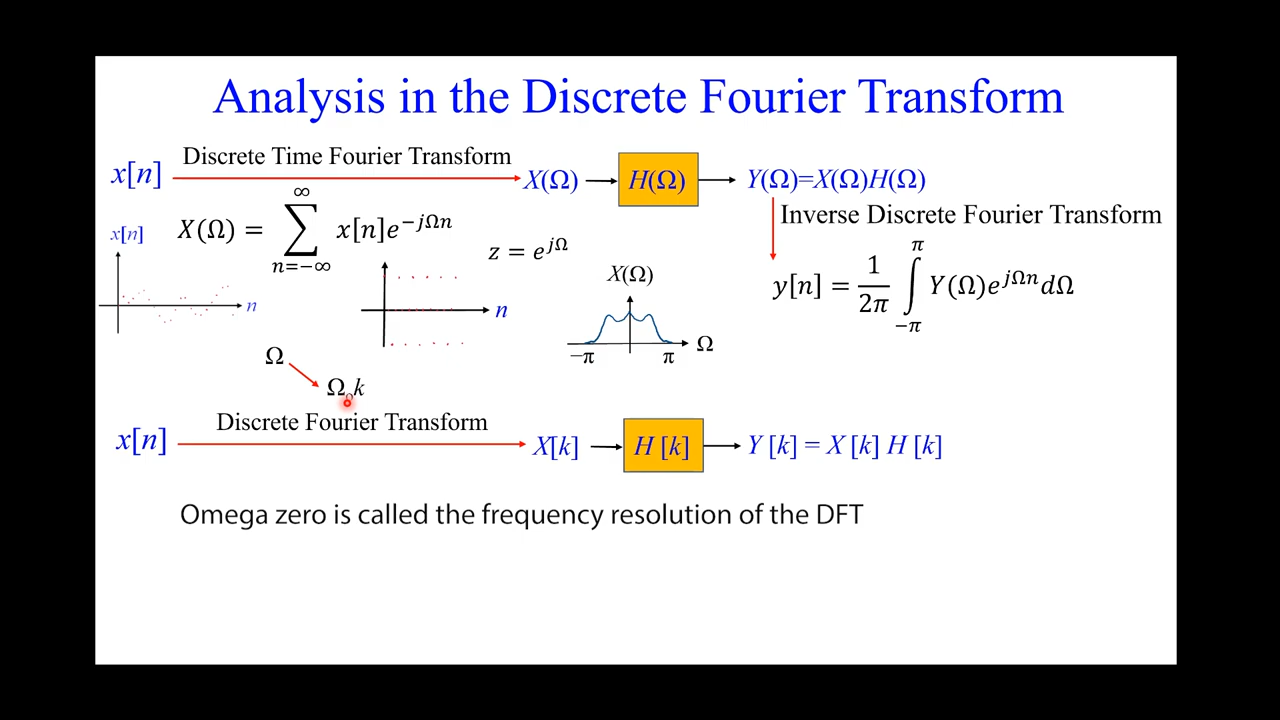 Analysis in the Discrete Fourier Transform
x[n]
Discrete Time Fourier Transform
X(Ω)
H(Ω)
Y(Ω)=X(Ω)H(Ω)
Inverse Discrete Fourier Transform
X(Ω) = ∑_{n=−∞}^{∞} x[n]e^{−jΩn}
z = e^{jΩ}
y[n] = \frac{1}{2π} ∫_{−π}^{π} Y(Ω)e^{jΩn}dΩ
x[n]
n
n
X(Ω)
−π
π
Ω
Ω
Ω₀k
x[n]
Discrete Fourier Transform
X[k]
H [k]
Y [k] = X [k] H [k]
Omega zero is called the frequency resolution of the DFT